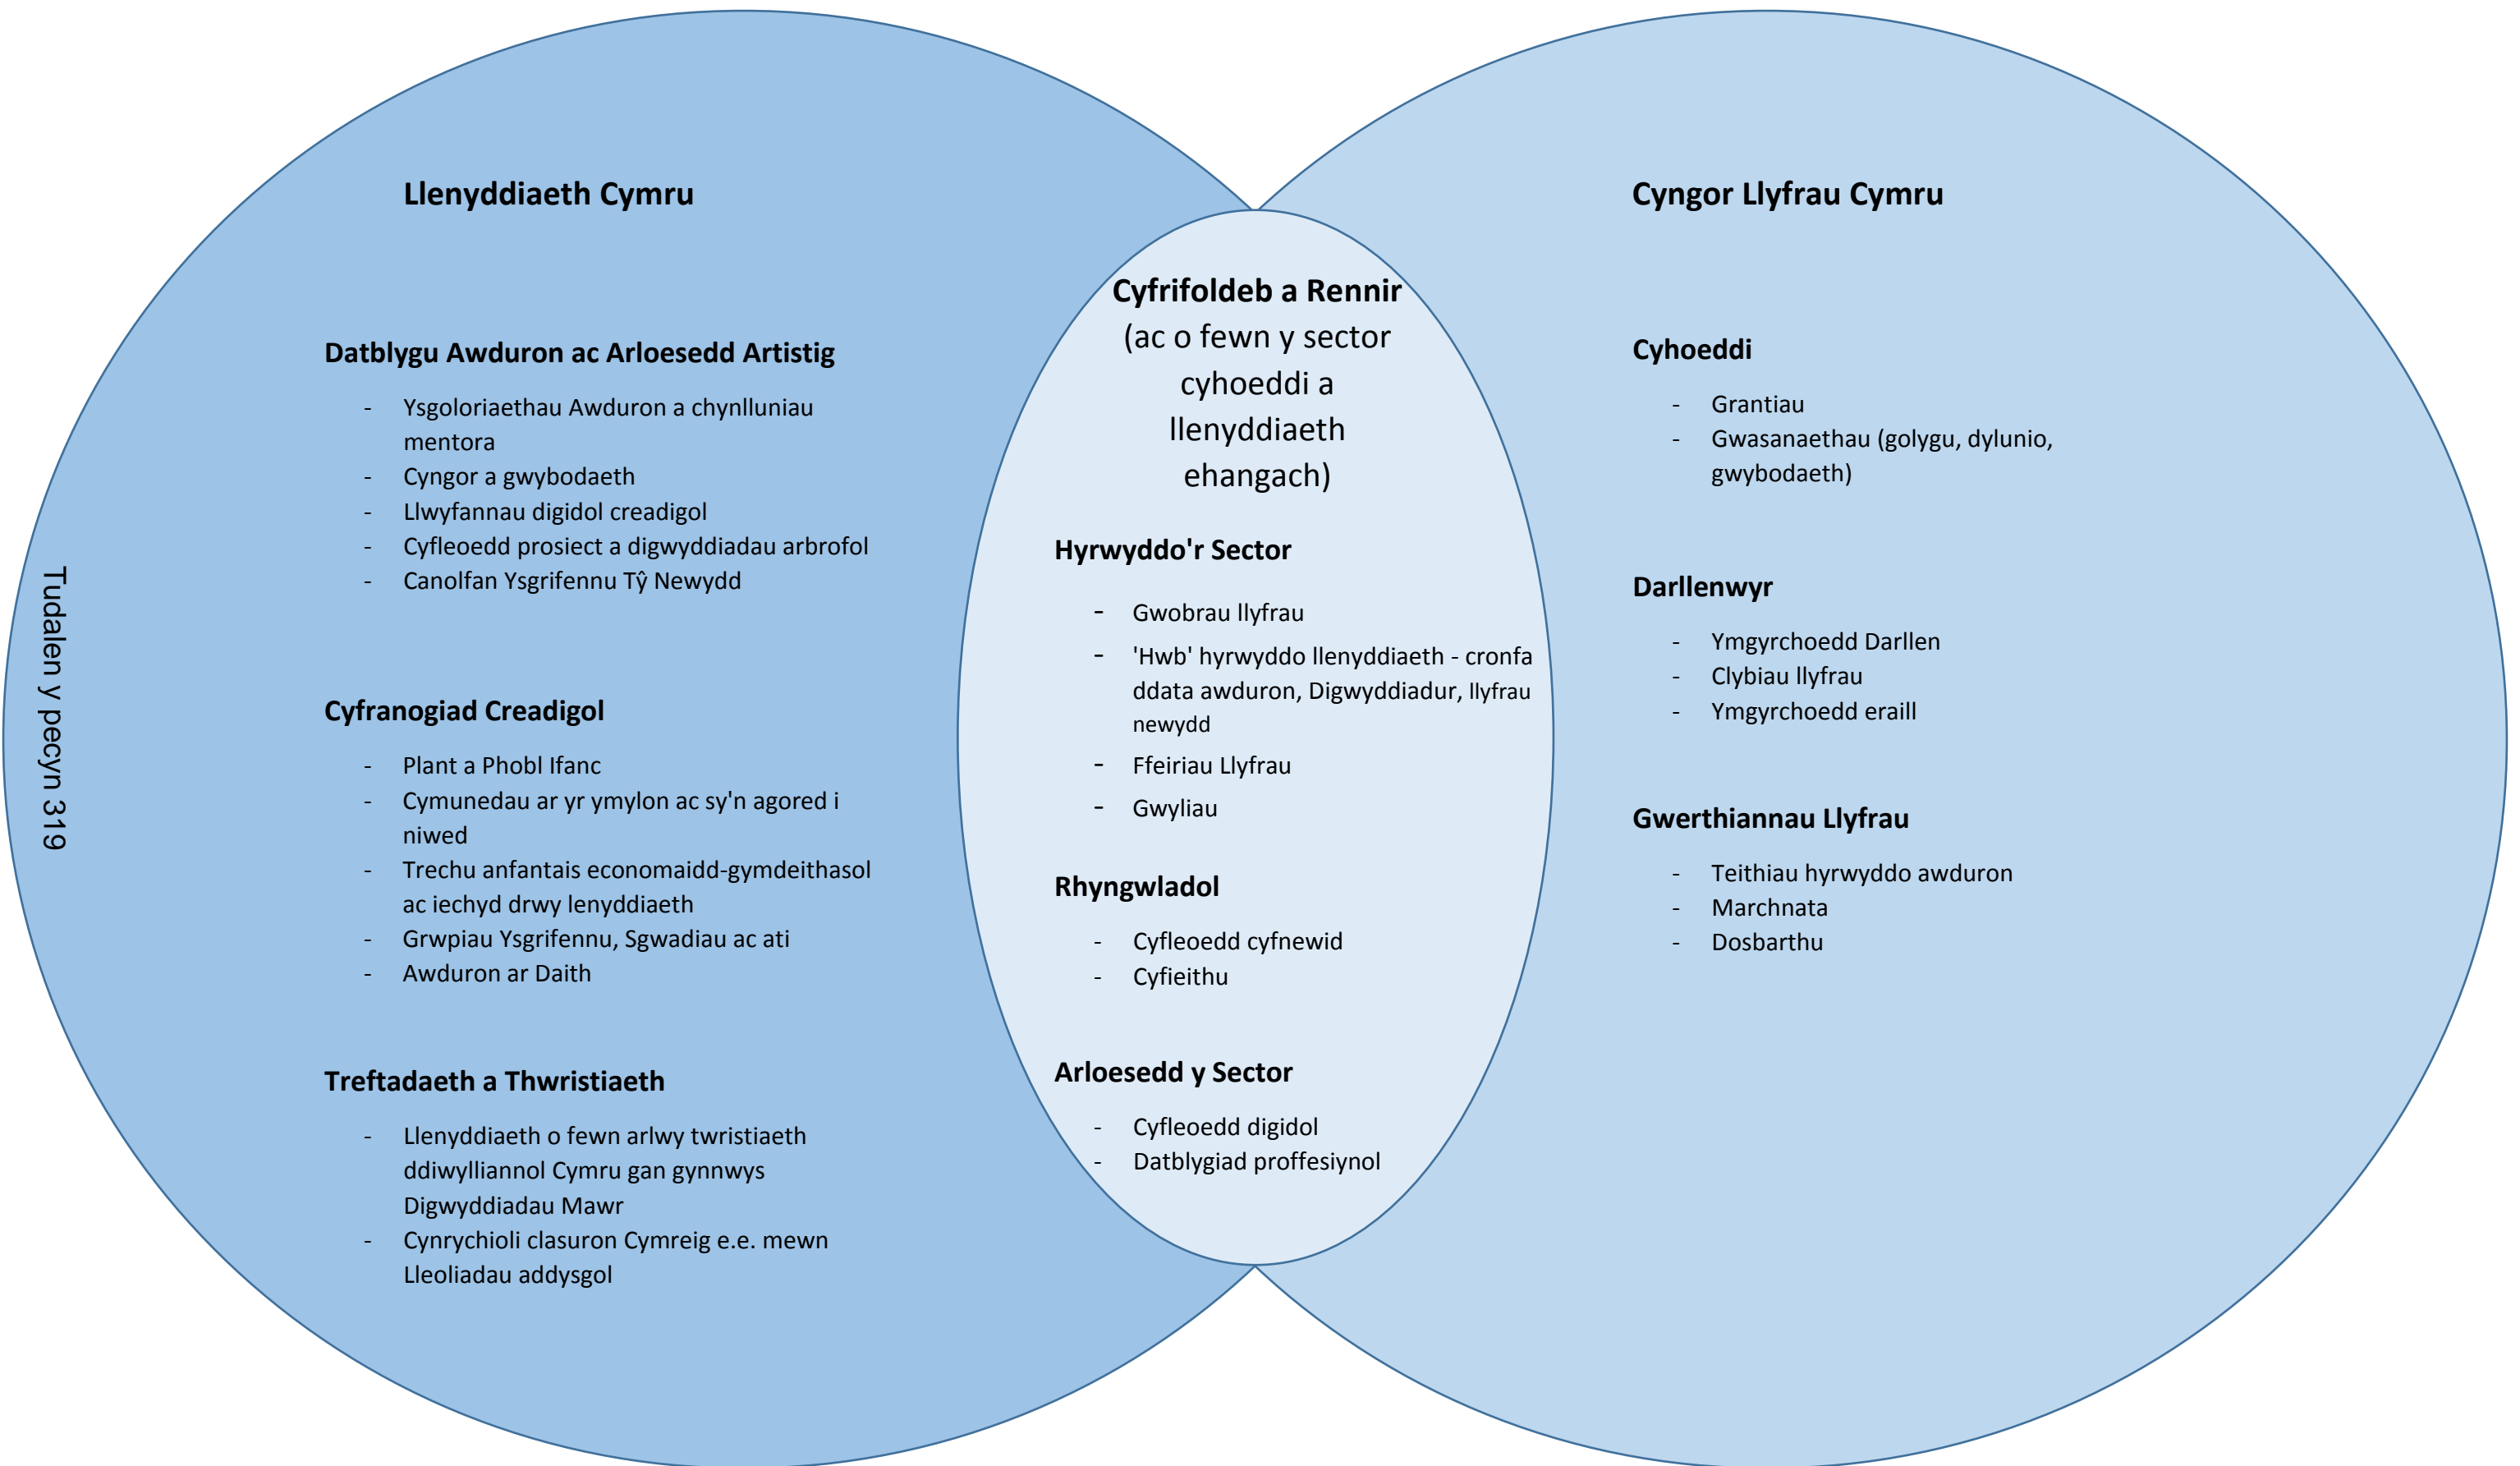 Llenyddiaeth Cymru
Datblygu Awduron ac Arloesedd Artistig
- Ysgoloriaethau Awduron a chynlluniau
mentora
- Cyngor a gwybodaeth
- Llwyfannau digidol creadigol
- Cyfleoedd prosiect a digwyddiadau arbrofol
- Canolfan Ysgrifennu Tŷ Newydd
Cyfranogiad Creadigol
- Plant a Phobl Ifanc
- Cymunedau ar yr ymylon ac sy'n agored i
niwed
- Trechu anfantais economaidd-gymdeithasol
ac iechyd drwy lenyddiaeth
- Grwpiau Ysgrifennu, Sgwadiau ac ati
- Awduron ar Daith
Treftadaeth a Thwristiaeth
- Llenyddiaeth o fewn arlwy twristiaeth
ddiwylliannol Cymru gan gynnwys
Digwyddiadau Mawr
- Cynrychioli clasuron Cymreig e.e. mewn
Lleoliadau addysgol
Cyfrifoldeb a Rennir
(ac o fewn y sector
cyhoeddi a
llenyddiaeth
ehangach)
Hyrwyddo'r Sector
- Gwobrau llyfrau
- 'Hwb' hyrwyddo llenyddiaeth - cronfa
ddata awduron, Digwyddiadur, llyfrau
newydd
- Ffeiriau Llyfrau
- Gwyliau
Rhyngwladol
- Cyfleoedd cyfnewid
- Cyfieithu
Arloesedd y Sector
- Cyfleoedd digidol
- Datblygiad proffesiynol
Cyngor Llyfrau Cymru
Cyhoeddi
- Grantiau
- Gwasanaethau (golygu, dylunio,
gwybodaeth)
Darllenwyr
- Ymgyrchoedd Darllen
- Clybiau llyfrau
- Ymgyrchoedd eraill
Gwerthiannau Llyfrau
- Teithiau hyrwyddo awduron
- Marchnata
- Dosbarthu
Tudalen y pecyn 319